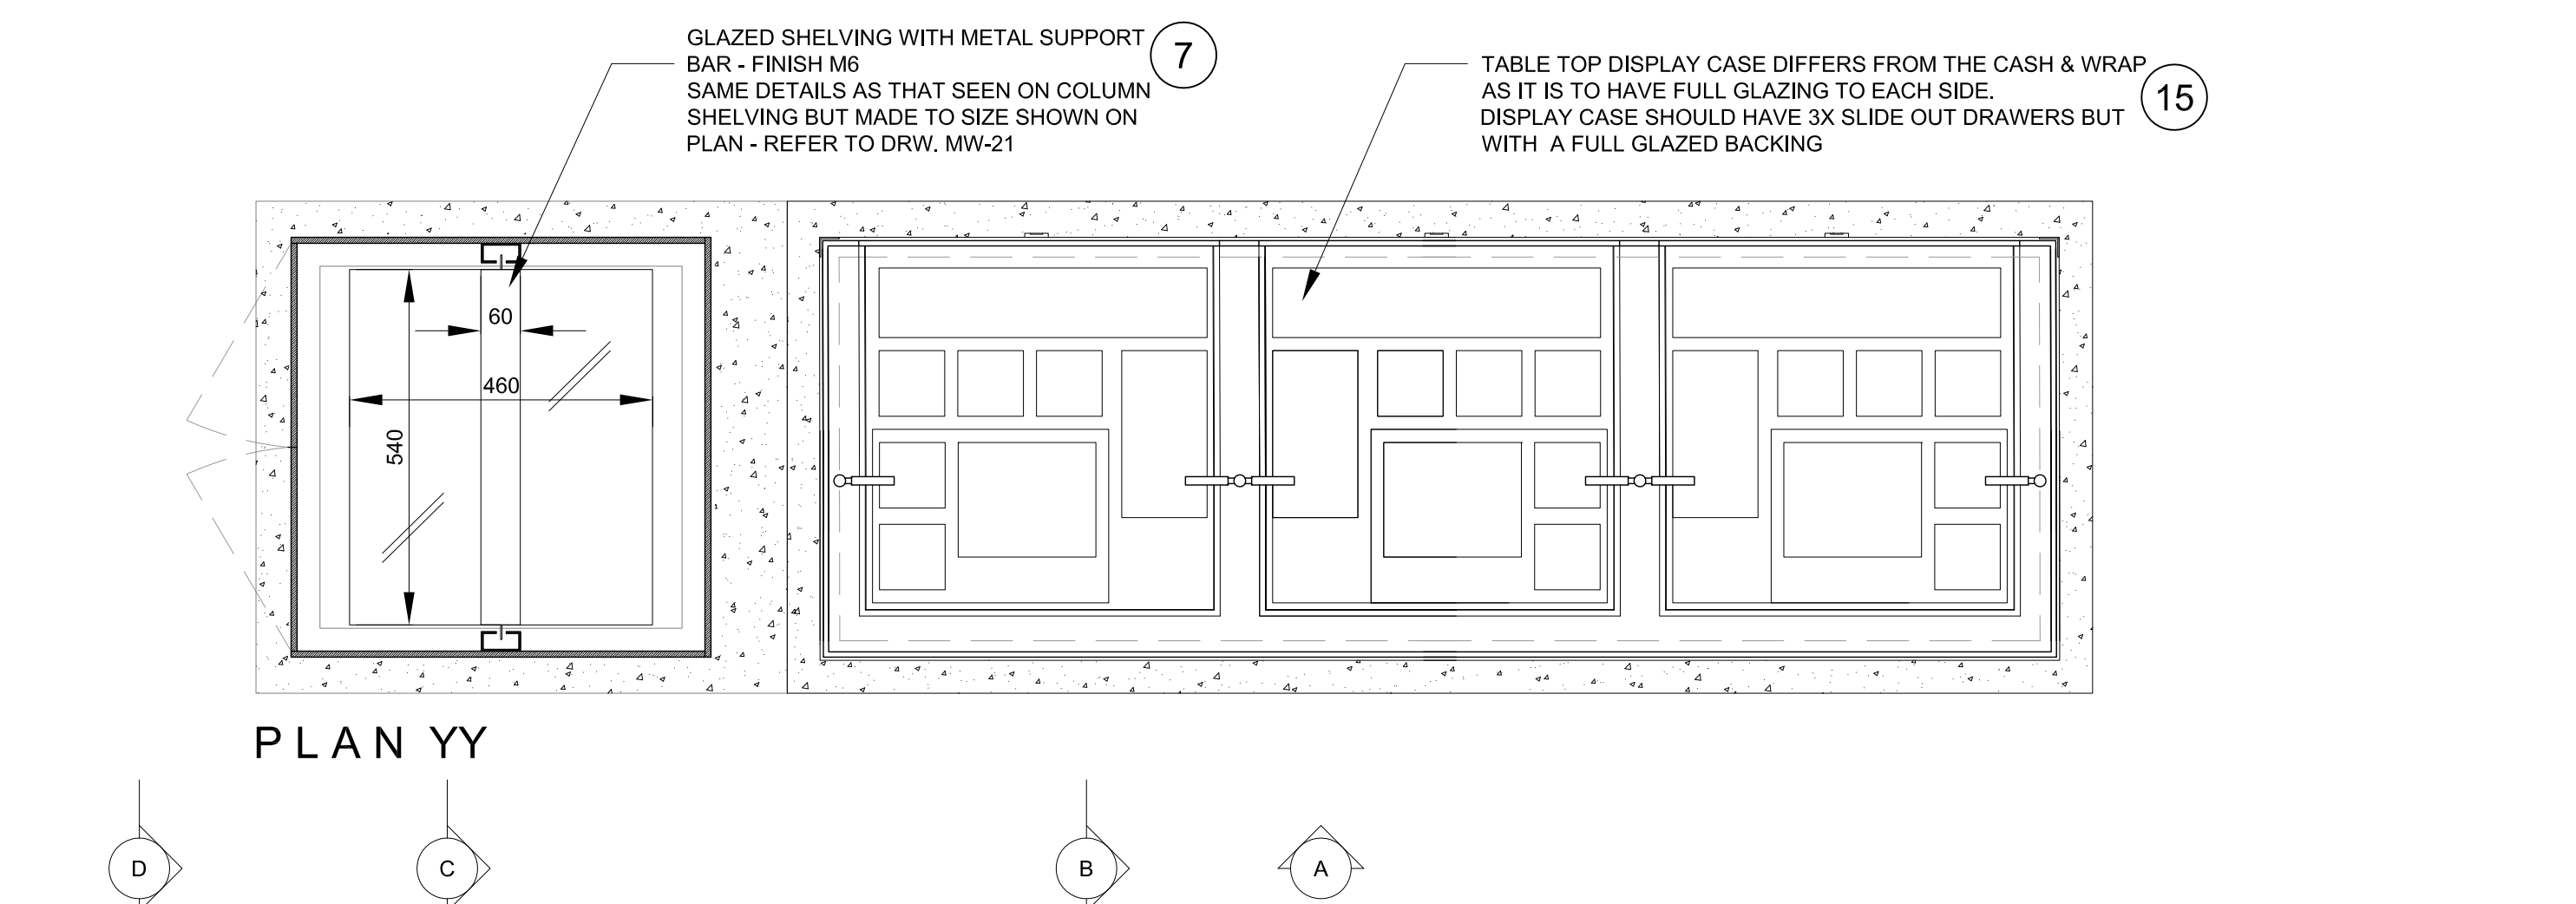 GLAZED SHELVING WITH METAL SUPPORT
BAR - FINISH M6
SAME DETAILS AS THAT SEEN ON COLUMN
SHELVING BUT MADE TO SIZE SHOWN ON
PLAN - REFER TO DRW. MW-21
7
TABLE TOP DISPLAY CASE DIFFERS FROM THE CASH & WRAP
AS IT IS TO HAVE FULL GLAZING TO EACH SIDE.
DISPLAY CASE SHOULD HAVE 3X SLIDE OUT DRAWERS BUT
WITH A FULL GLAZED BACKING
15
60
460
540
PLAN YY
D
C
B
A